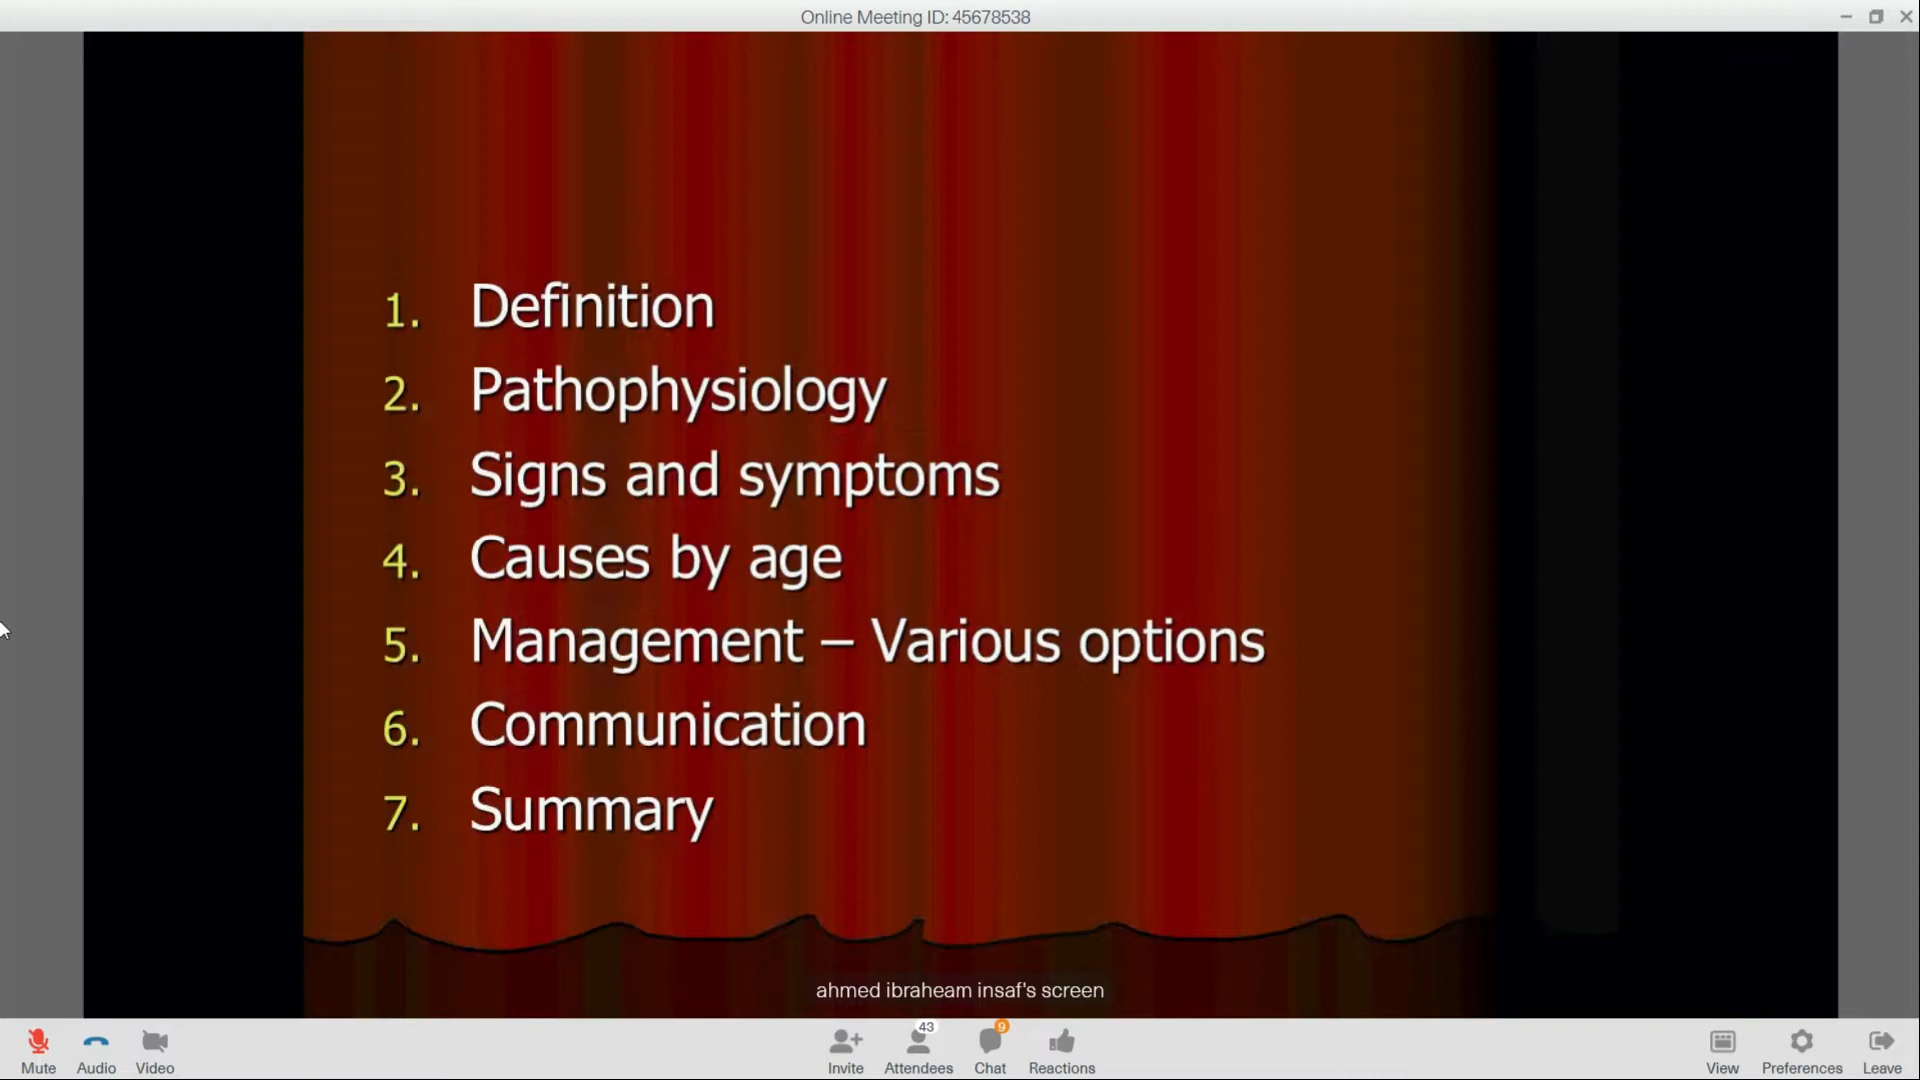 Online Meeting ID: 45678538
1. Definition
2. Pathophysiology
3. Signs and symptoms
4. Causes by age
5. Management – Various options
6. Communication
7. Summary
ahmed ibraheam insaf's screen
43
9
Mute Audio Video Invite Attendees Chat Reactions View Preferences Leave